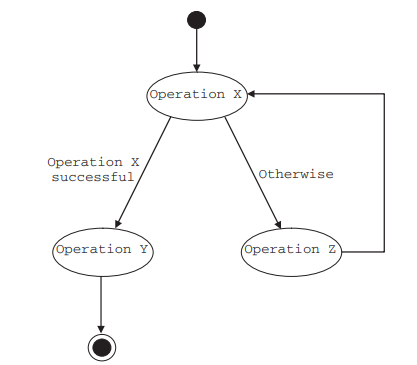 Operation X
Operation X
successful
Otherwise
Operation Y
Operation Z